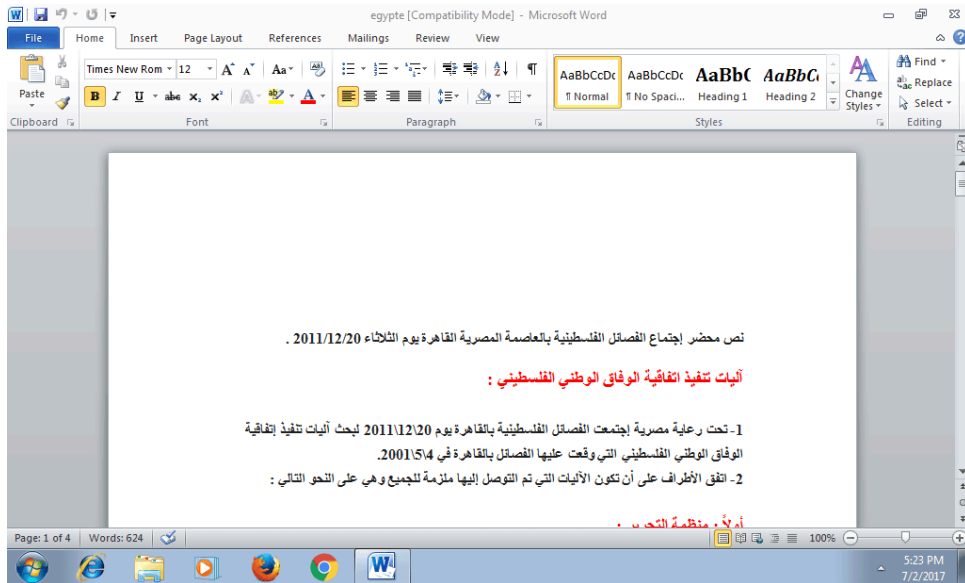 egypte [Compatibility Mode] - Microsoft Word
File Home Insert Page Layout References Mailings Review View
Paste
Times New Rom 12
AaBbCcDc AaBbCcDc AaBbC AaBbC
¶ Normal ¶ No Spaci... Heading 1 Heading 2
Change Styles
Find
Replace
Select
Clipboard Font Paragraph Styles Editing
نص محضر إجتماع الفصائل الفلسطينية بالعاصمة المصرية القاهرة يوم الثلاثاء 2011/12/20 .
آليات تنفيذ اتفاقية الوفاق الوطني الفلسطيني :
1- تحت رعاية مصرية إجتمعت الفصائل الفلسطينية بالقاهرة يوم 20\12\2011 لبحث آليات تنفيذ إتفاقية
الوفاق الوطني الفلسطيني التي وقعت عليها الفصائل بالقاهرة في 4\5\2001.
2- اتفق الأطراف على أن تكون الآليات التي تم التوصل إليها ملزمة للجميع وهي على النحو التالي :
أولاً : منظمة التحرير :
Page: 1 of 4 Words: 624 100%
5:23 PM
7/2/2017